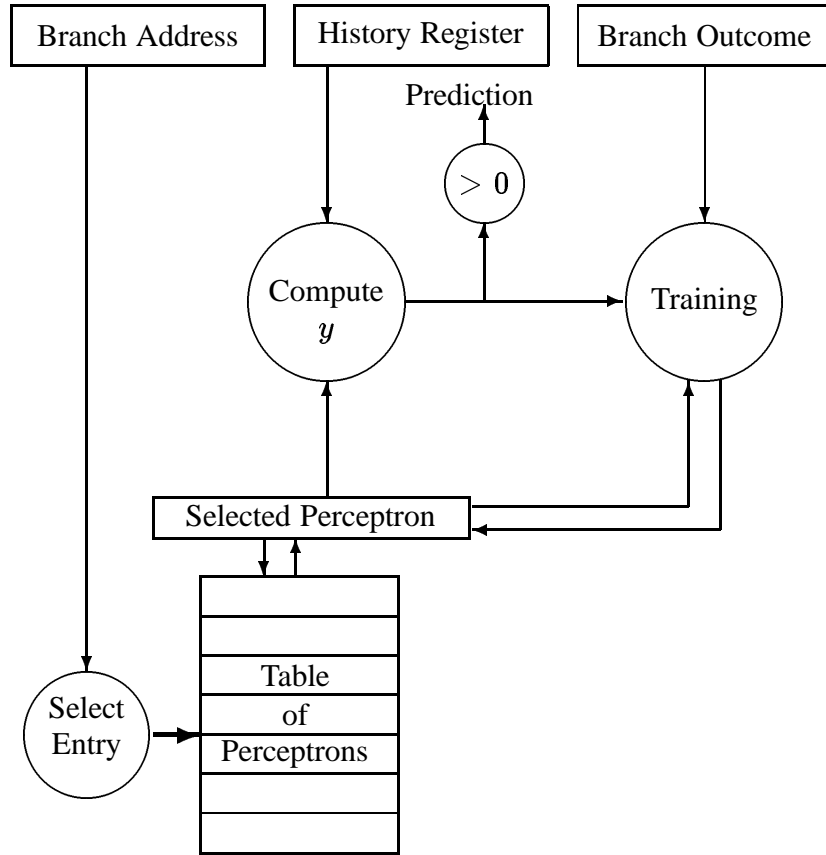 Branch Address
History Register
Branch Outcome
Prediction
> 0
Compute
y
Training
Selected Perceptron
Table
of
Perceptrons
Select
Entry